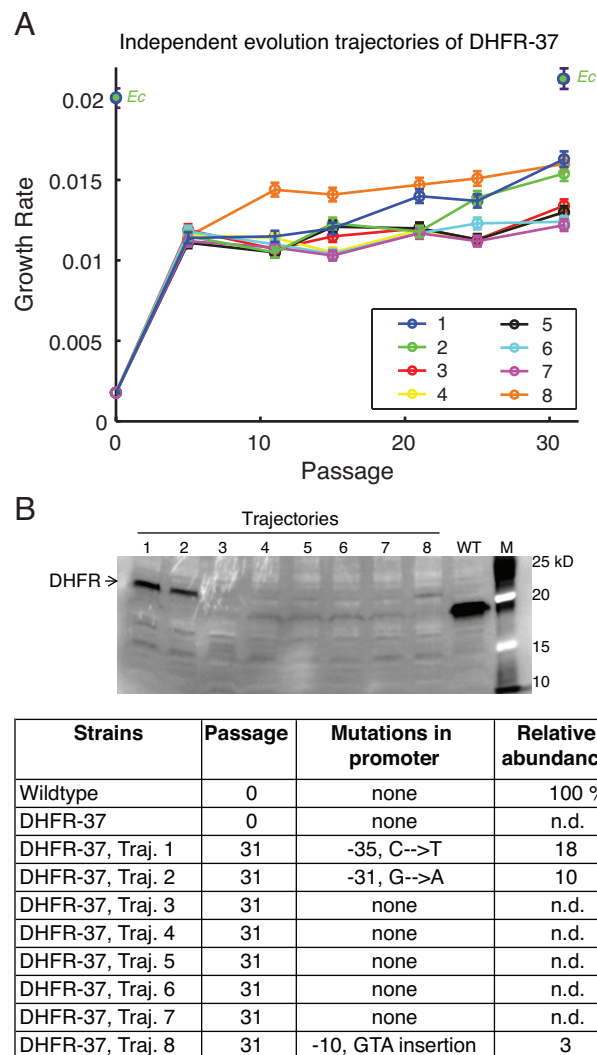 A
Independent evolution trajectories of DHFR-37
Ec
Ec
0.02
0.015
0.01
0.005
0
Growth Rate
1
2
3
4
5
6
7
8
0
10
20
30
Passage
B
Trajectories
1 2 3 4 5 6 7 8 WT M
DHFR
25 kD
20
15
10
Strains Passage Mutations in promoter Relative abundanc
Wildtype 0 none 100 %
DHFR-37 0 none n.d.
DHFR-37, Traj. 1 31 -35, C-->T 18
DHFR-37, Traj. 2 31 -31, G-->A 10
DHFR-37, Traj. 3 31 none n.d.
DHFR-37, Traj. 4 31 none n.d.
DHFR-37, Traj. 5 31 none n.d.
DHFR-37, Traj. 6 31 none n.d.
DHFR-37, Traj. 7 31 none n.d.
DHFR-37, Traj. 8 31 -10, GTA insertion 3